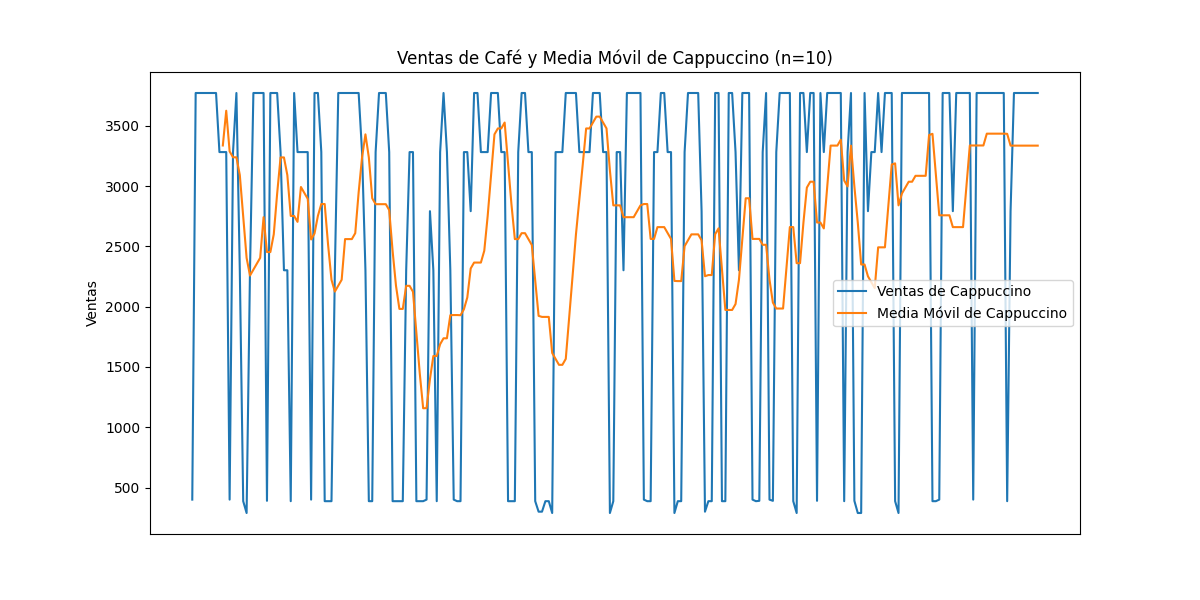 Ventas de Café y Media Móvil de Cappuccino (n=10)
3500
3000
2500
2000
1500
1000
500
Ventas
Ventas de Cappuccino
Media Móvil de Cappuccino